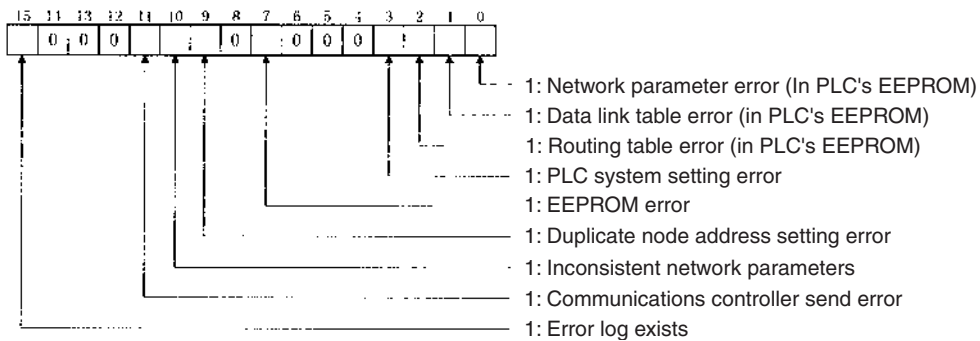 15 14 13 12 11 10 9 8 7 6 5 4 3 2 1 0
0 0 0 0 0 0 0
1: Network parameter error (In PLC's EEPROM)
1: Data link table error (in PLC's EEPROM)
1: Routing table error (in PLC's EEPROM)
1: PLC system setting error
1: EEPROM error
1: Duplicate node address setting error
1: Inconsistent network parameters
1: Communications controller send error
1: Error log exists